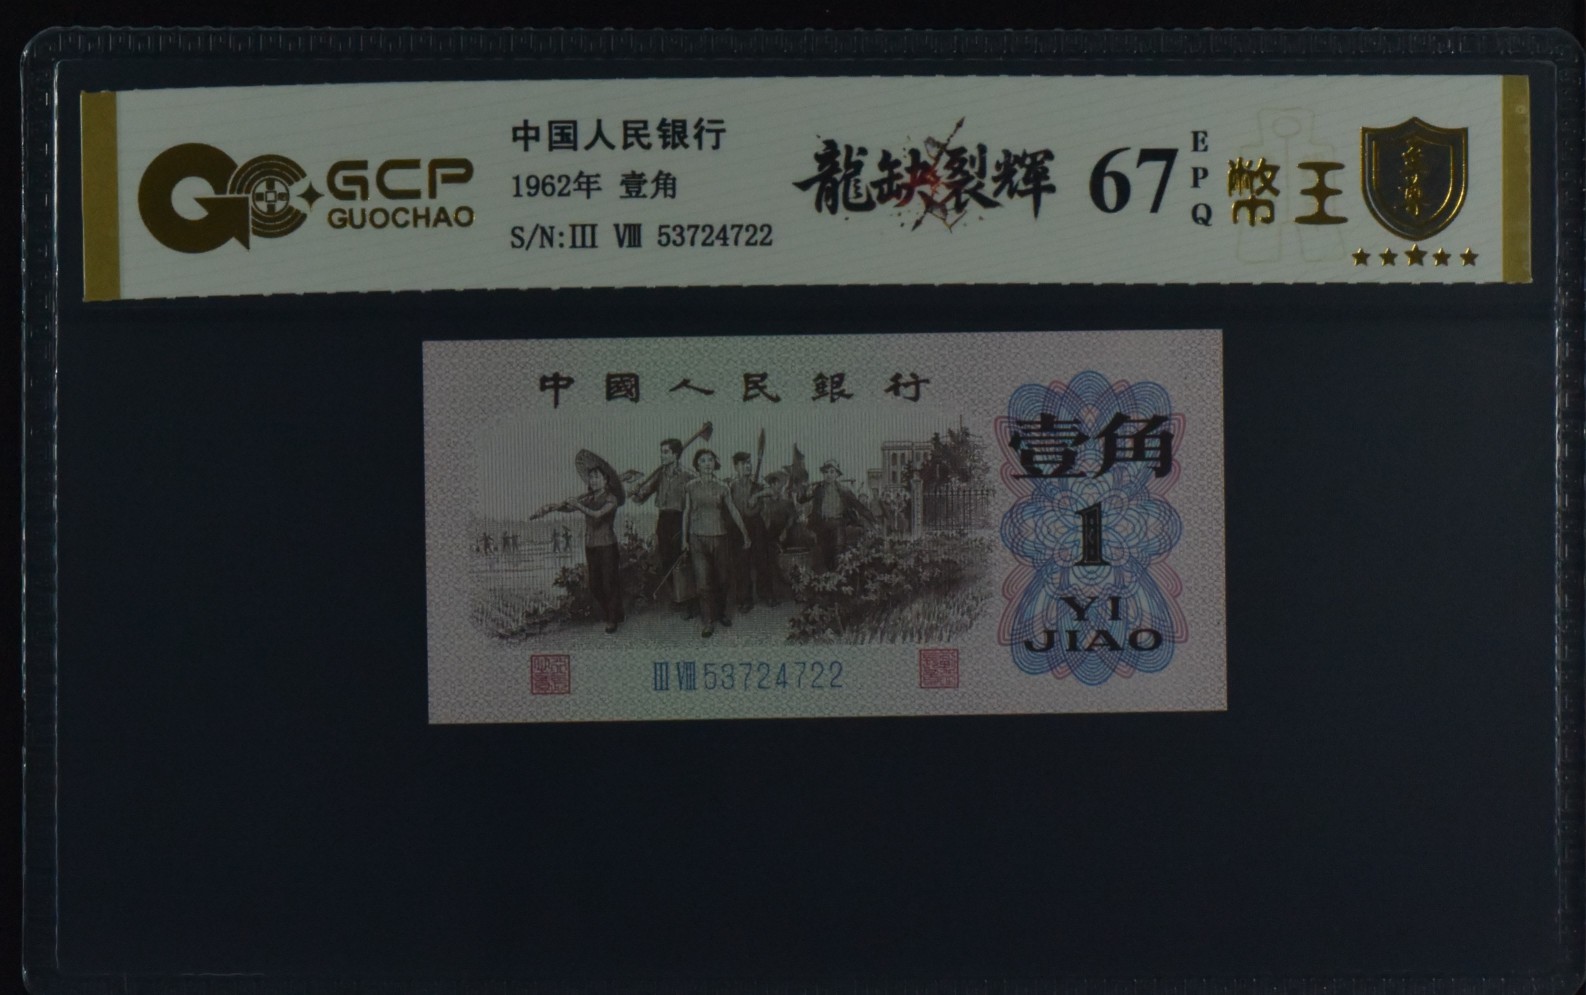 GCP
GUOCHAO
中国人民银行
1962年 壹角
S/N:III VIII 53724722
龍缺裂輝
67
EPQ
幣王
中國人民銀行
壹角
1
YI
JIAO
III VIII 53724722